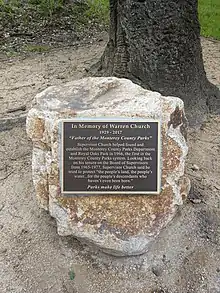 In Memory of Warren Church
1929 - 2017
"Father of the Monterey County Parks"
Supervisor Church helped found and
establish the Monterey County Parks Department
and Royal Oaks Park in 1966, the first in the
Monterey County Parks system. Looking back
on his tenure on the Board of Supervisors
from 1965-1977, Supervisor Church said he
tried to protect "the people's land, the people's
water...for the people's descendants who
haven't even been born."
Parks make life better